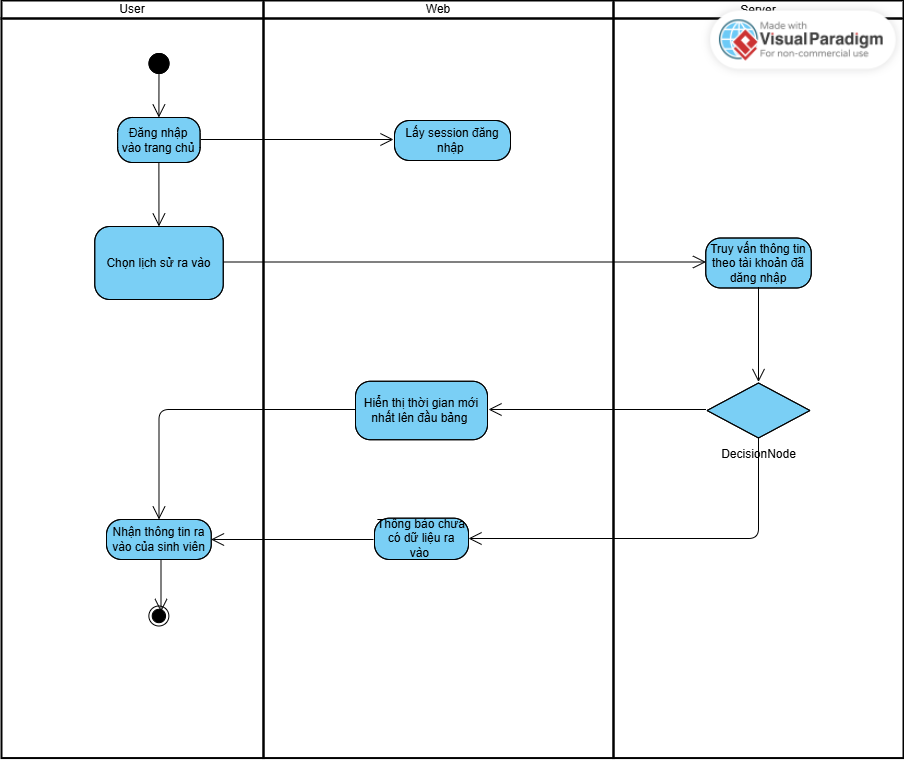 User
Web
Server
Made with
VisualParadigm
For non-commercial use
Đăng nhập
vào trang chủ
Lấy session đăng
nhập
Chọn lịch sử ra vào
Truy vấn thông tin
theo tài khoản đã
dăng nhập
Hiển thị thời gian mới
nhất lên đầu bảng
DecisionNode
Nhận thông tin ra
vào của sinh viên
Thông báo chưa
có dữ liệu ra
vào